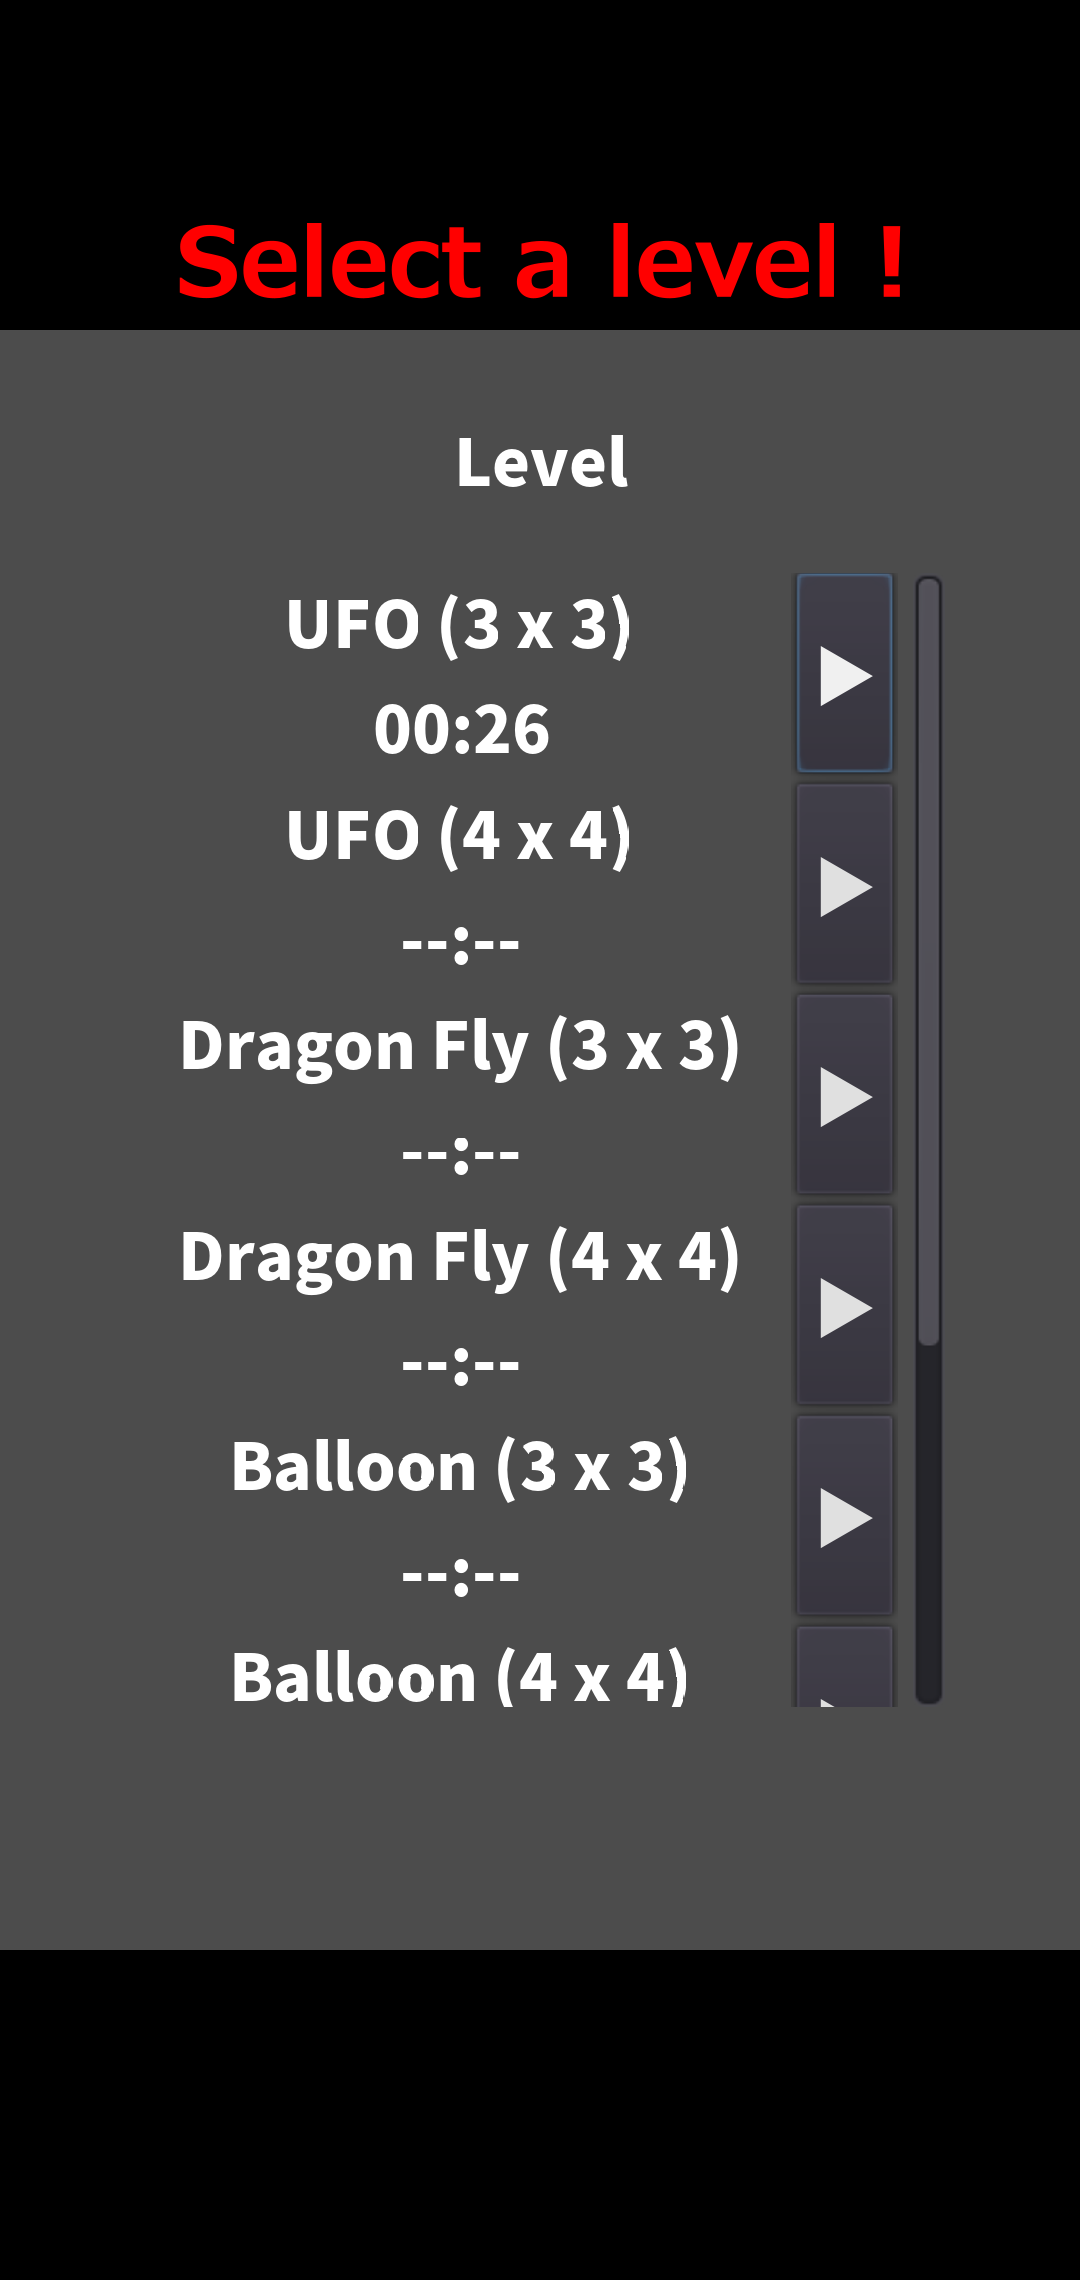 Select a level !
Level
UFO (3 x 3)
00:26
UFO (4 x 4)
--:--
Dragon Fly (3 x 3)
--:--
Dragon Fly (4 x 4)
--:--
Balloon (3 x 3)
--:--
Balloon (4 x 4)